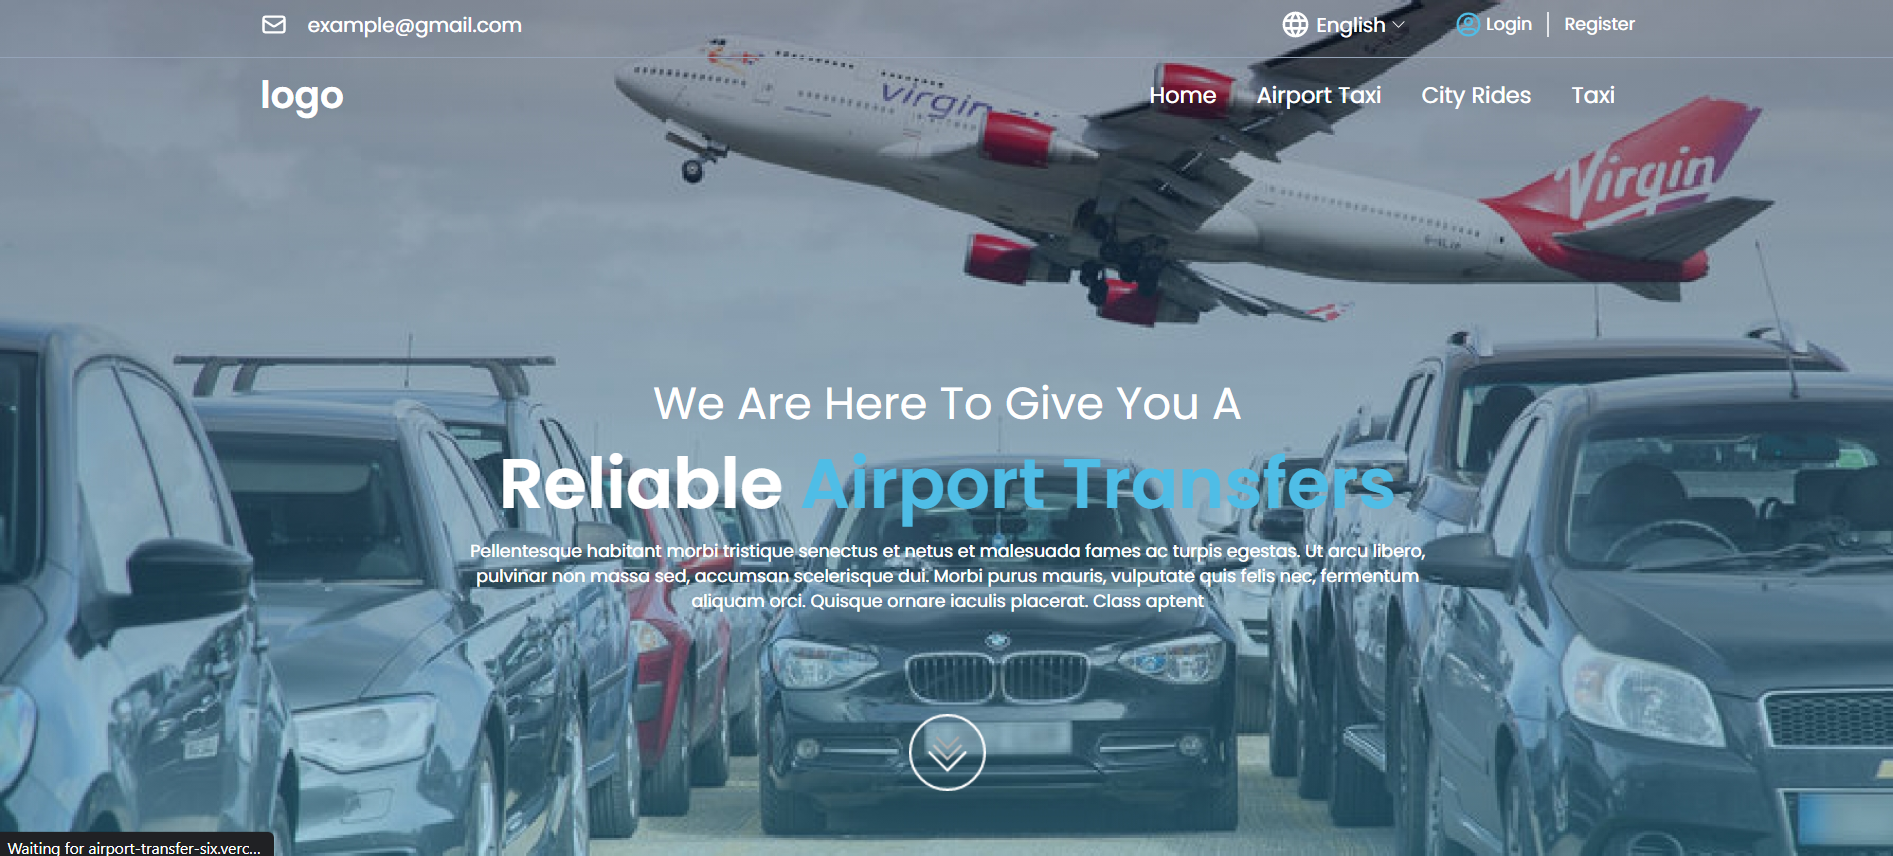 example@gmail.com
English
Login
Register
logo
Home
Airport Taxi
City Rides
Taxi
virgin
Virgin
We Are Here To Give You A
Reliable Airport Transfers
Pellentesque habitant morbi tristique senectus et netus et malesuada fames ac turpis egestas. Ut arcu libero,
pulvinar non massa sed, accumsan scelerisque dui. Morbi purus mauris, vulputate quis felis nec, fermentum
aliquam orci. Quisque ornare iaculis placerat. Class aptent
Waiting for airport-transfer-six.verc...